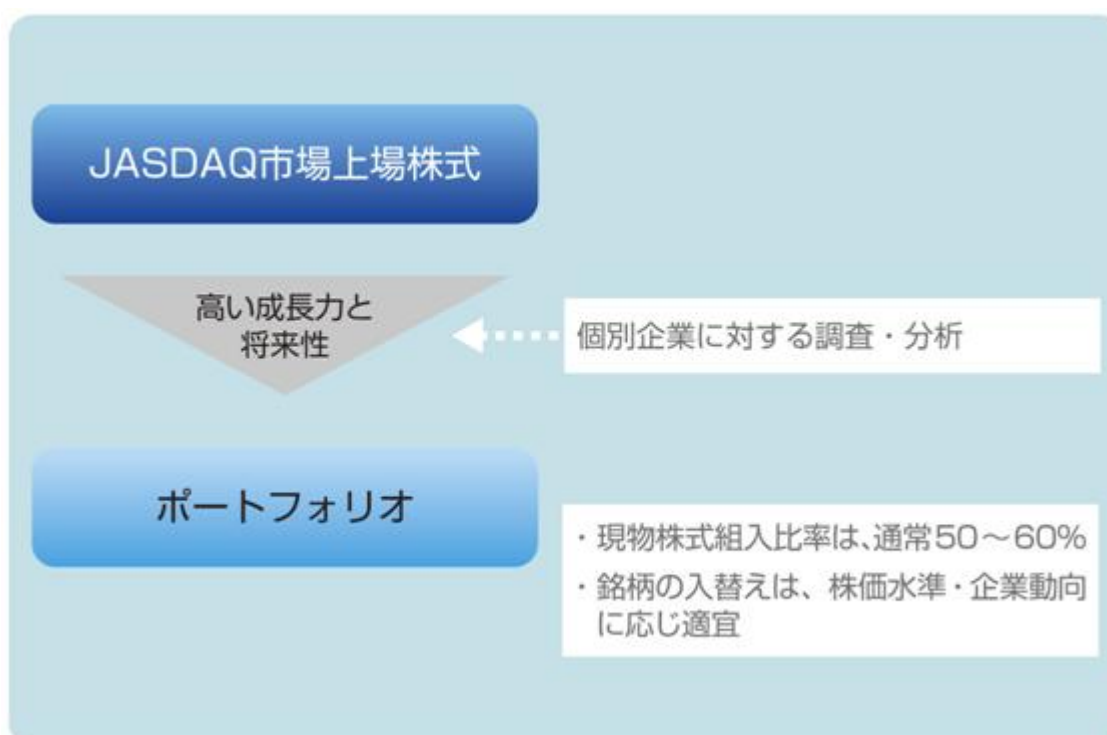 JASDAQ市場上場株式
高い成長力と
将来性
個別企業に対する調査・分析
ポートフォリオ
・現物株式組入比率は、通常50～60%
・銘柄の入替えは、株価水準・企業動向
に応じ適宜